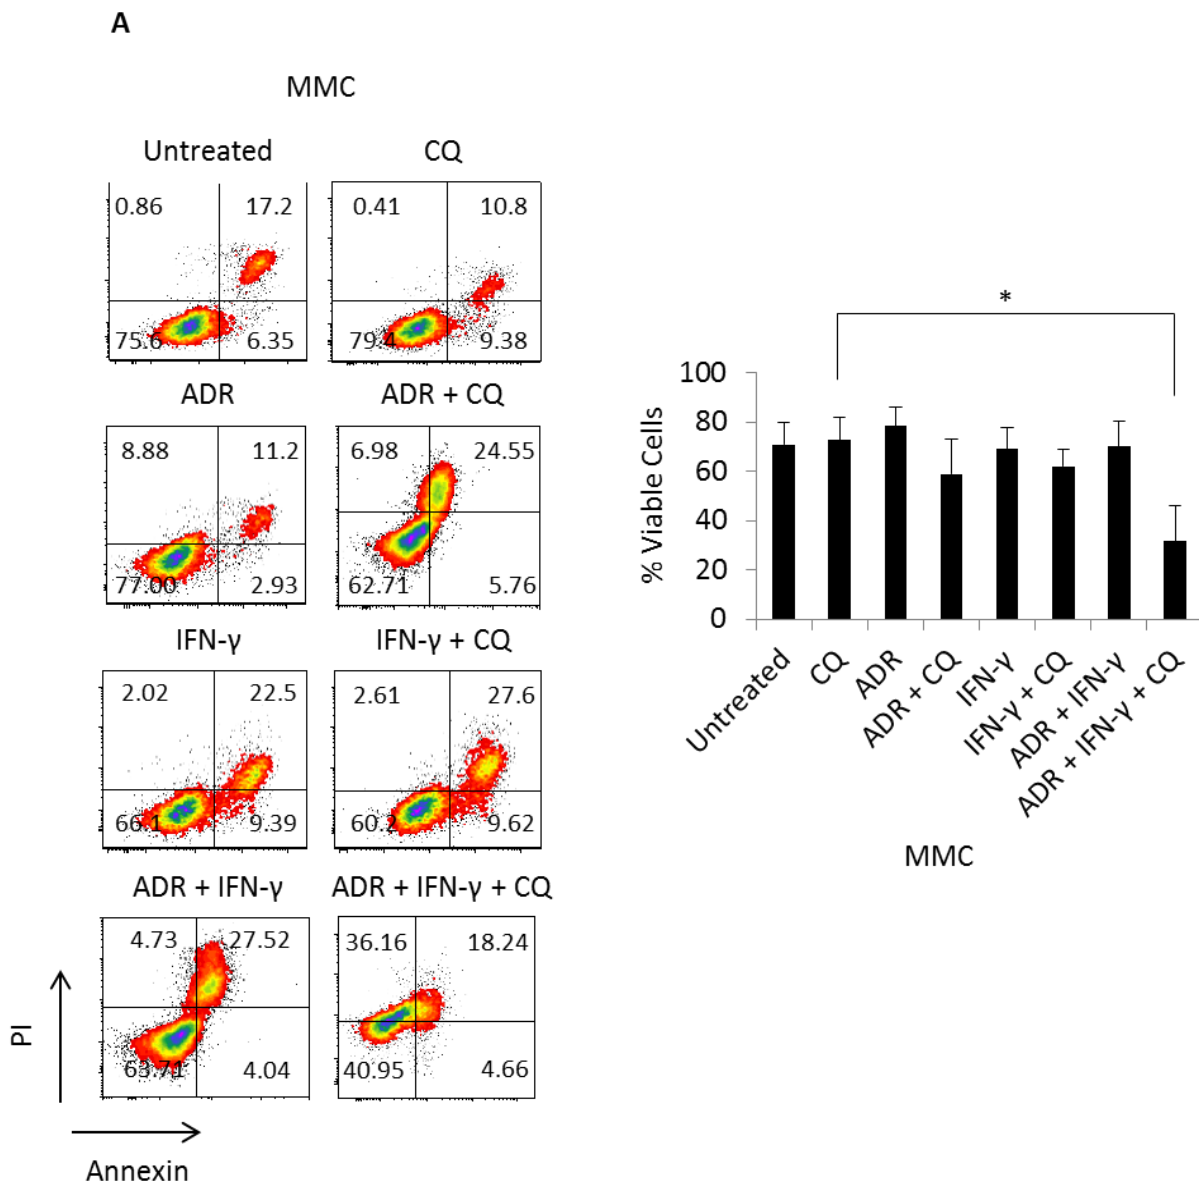 A
MMC
Untreated
CQ
0.86
17.2
75.6
6.35
0.41
10.8
79.4
9.38
ADR
ADR + CQ
8.88
11.2
77.00
2.93
6.98
24.55
62.71
5.76
IFN-γ
IFN-γ + CQ
2.02
22.5
66.1
9.39
2.61
27.6
60.2
9.62
ADR + IFN-γ
ADR + IFN-γ + CQ
4.73
27.52
63.71
4.04
36.16
18.24
40.95
4.66
PI
Annexin
*
% Viable Cells
100
80
60
40
20
0
Untreated
CQ
ADR
ADR + CQ
IFN-γ
IFN-γ + CQ
ADR + IFN-γ
ADR + IFN-γ + CQ
MMC